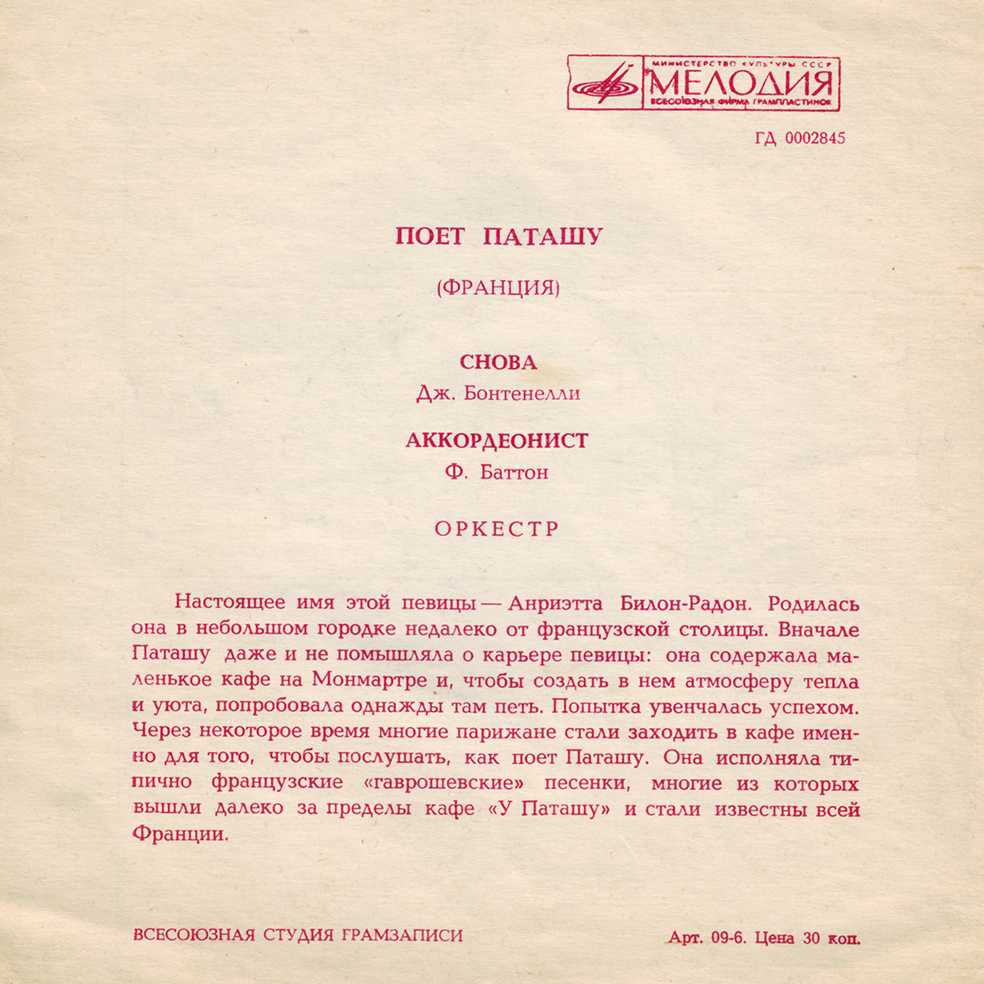 МИНИСТЕРСТВО КУЛЬТУРЫ СССР
МЕЛОДИЯ
ВСЕСОЮЗНАЯ ФИРМА ГРАМПЛАСТИНОК
ГД 0002845
ПОЕТ ПАТАШУ
(ФРАНЦИЯ)
СНОВА
Дж. Бонтенелли
АККОРДЕОНИСТ
Ф. Баттон
ОРКЕСТР
Настоящее имя этой певицы — Анриэтта Билон-Радон. Родилась
она в небольшом городке недалеко от французской столицы. Вначале
Паташу даже и не помышляла о карьере певицы: она содержала ма-
ленькое кафе на Монмартре и, чтобы создать в нем атмосферу тепла
и уюта, попробовала однажды там петь. Попытка увенчалась успехом.
Через некоторое время многие парижане стали заходить в кафе имен-
но для того, чтобы послушать, как поет Паташу. Она исполняла ти-
пично французские «гаврошевские» песенки, многие из которых
вышли далеко за пределы кафе «У Паташу» и стали известны всей
Франции.
ВСЕСОЮЗНАЯ СТУДИЯ ГРАМЗАПИСИ
Арт. 09-6. Цена 30 коп.